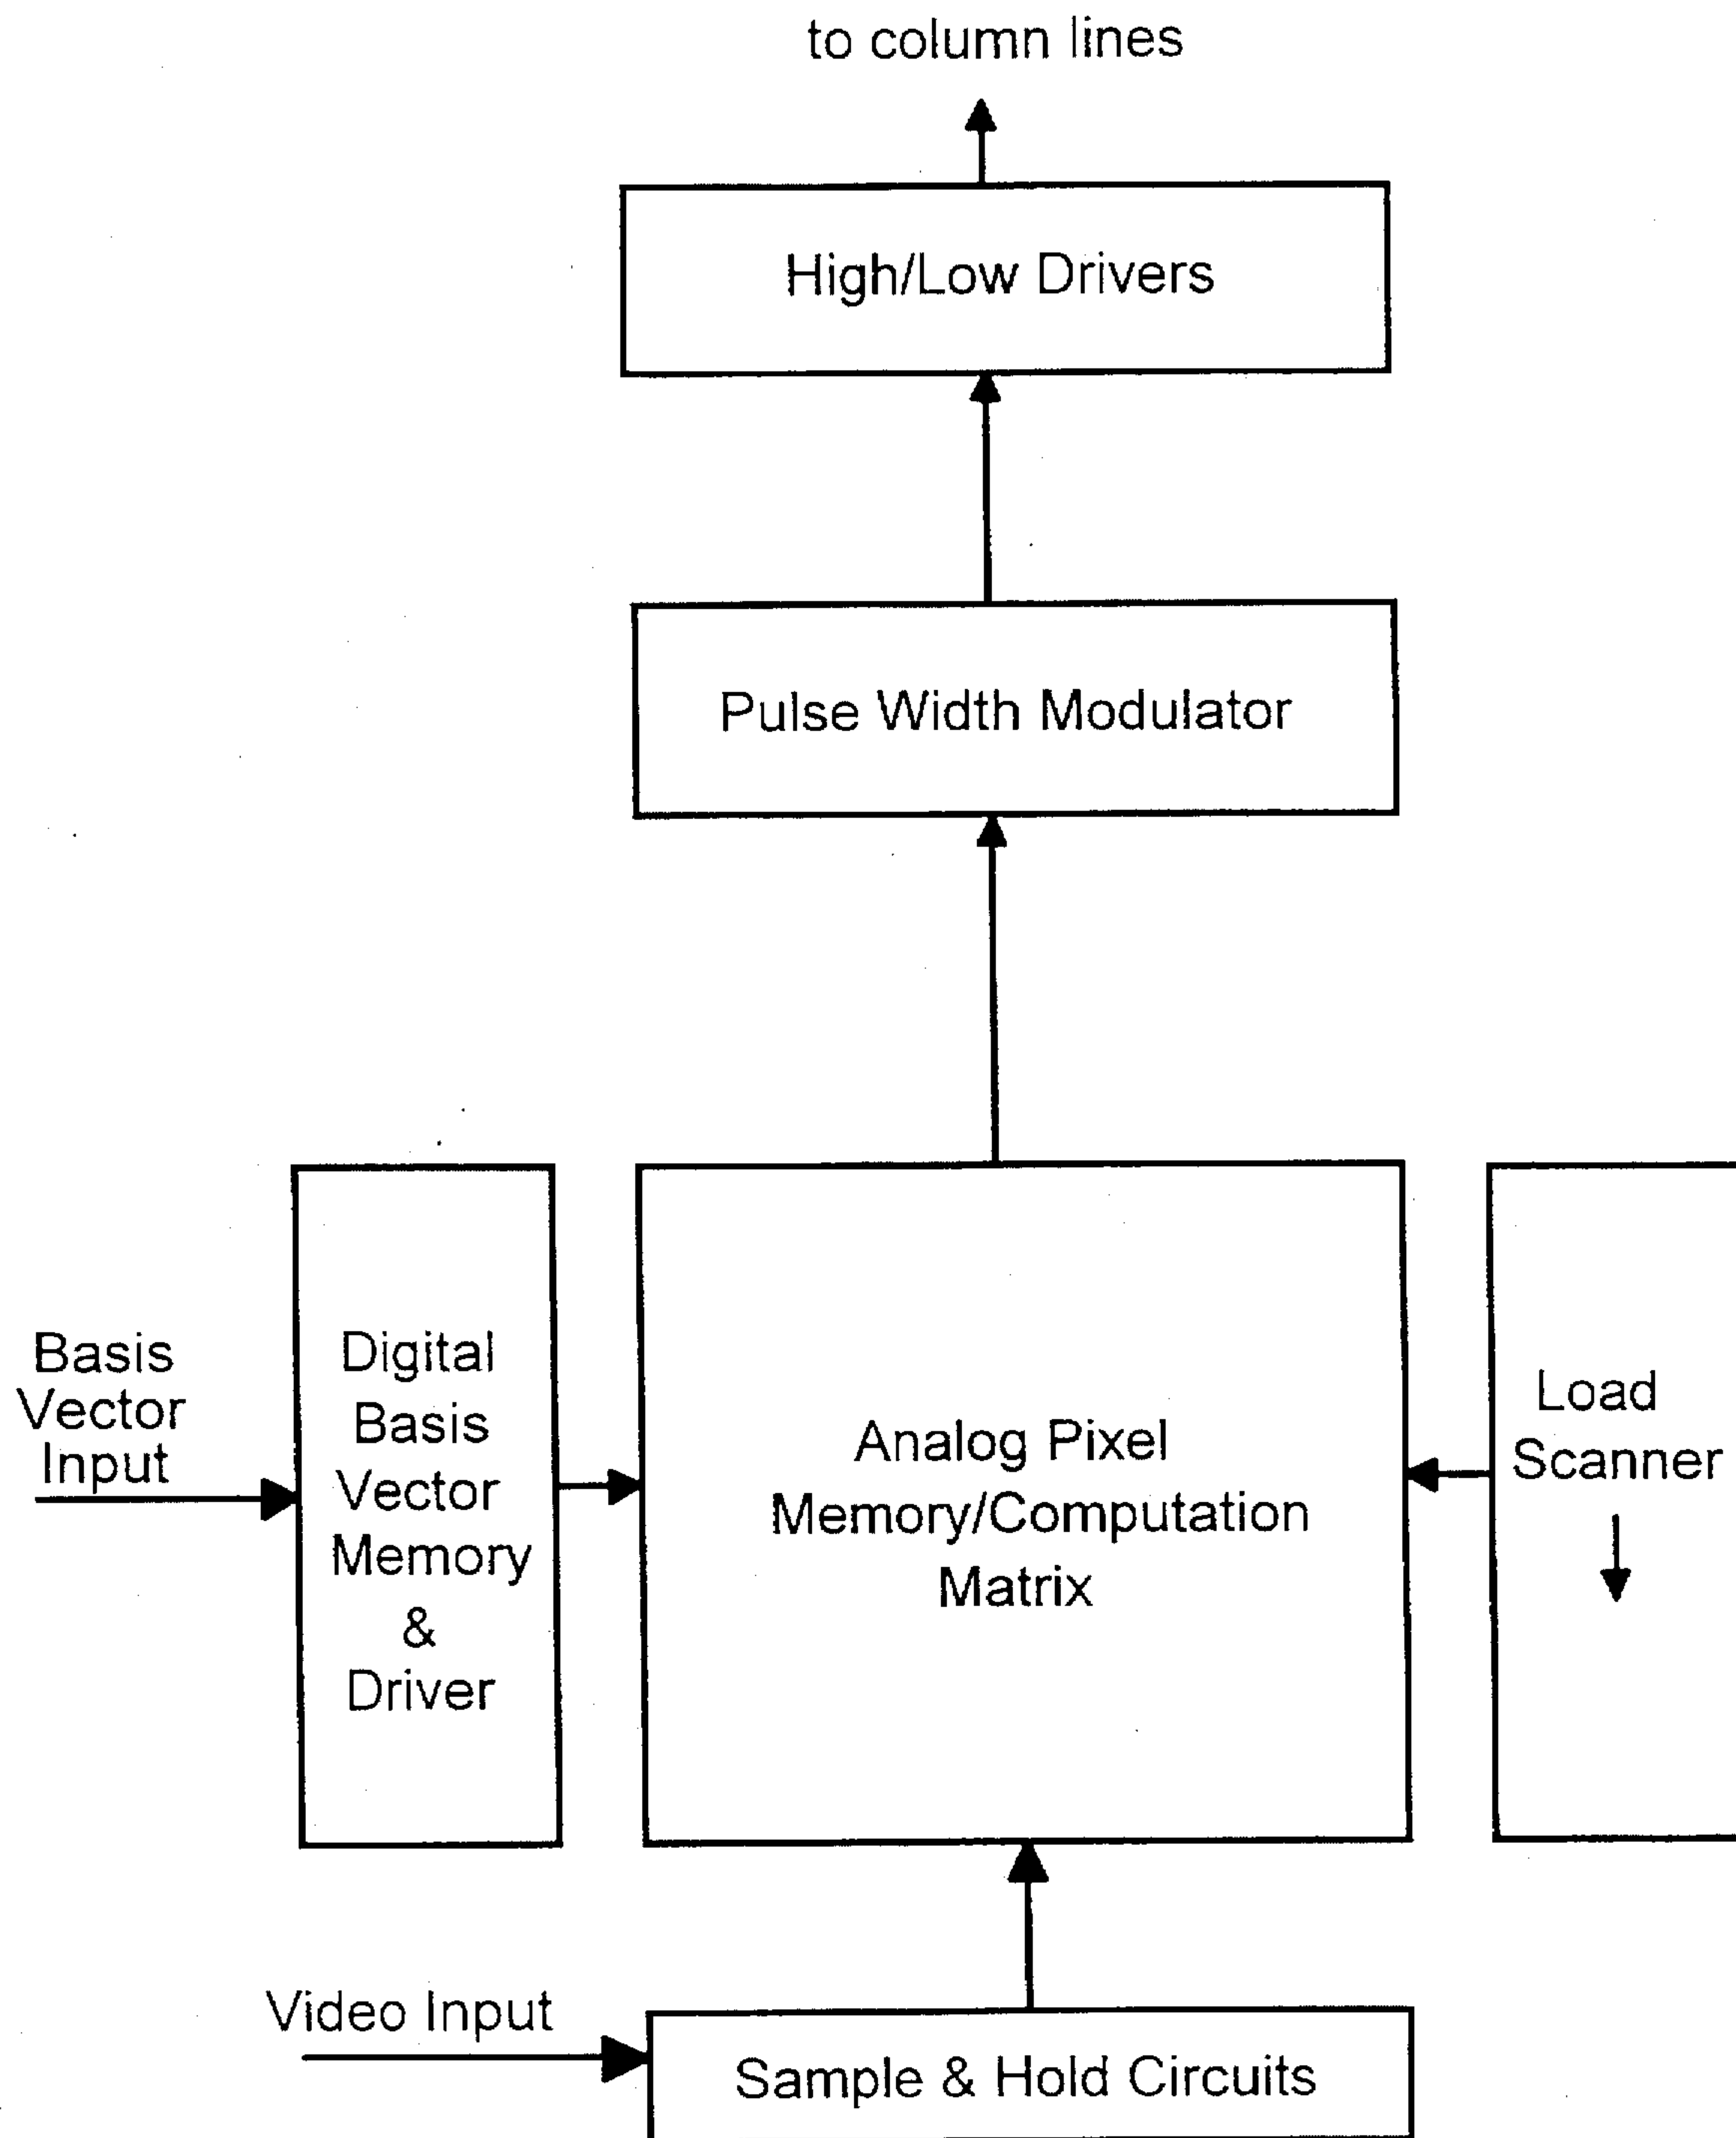 to column lines
High/Low Drivers
Pulse Width Modulator
Basis
Vector
Input
Digital
Basis
Vector
Memory
&
Driver
Analog Pixel
Memory/Computation
Matrix
Load
Scanner
Video Input
Sample & Hold Circuits